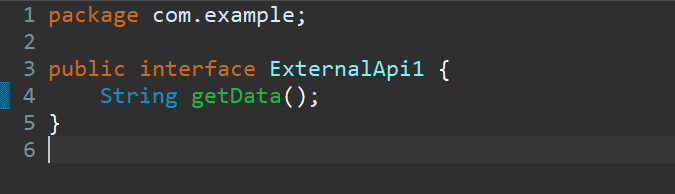 1 package com.example;
2
3 public interface ExternalApi1 {
4     String getData();
5 }
6